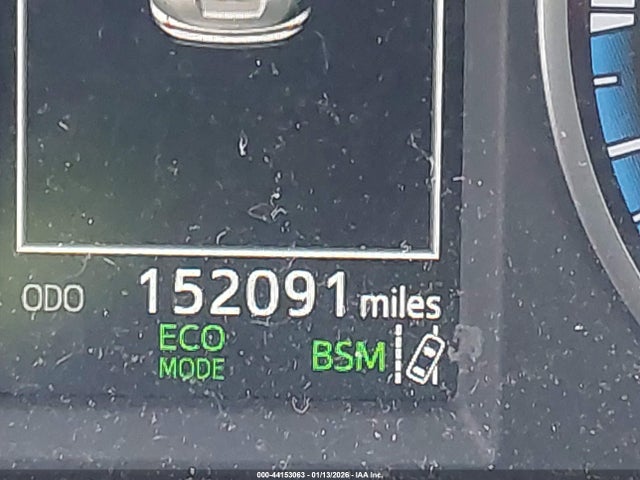 ODO 152091 miles
ECO BSM
MODE
000-44153063 - 01/13/2026 - IAA Inc.